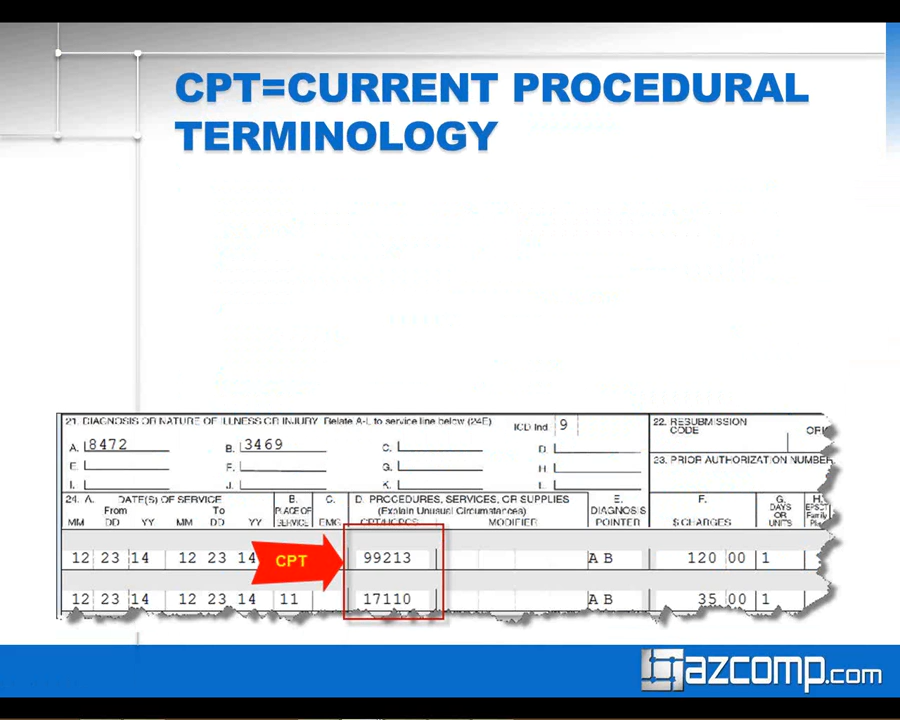 CPT=CURRENT PROCEDURAL
TERMINOLOGY
21. DIAGNOSIS OR NATURE OF ILLNESS OR INJURY Relate A-L to service line below (24E)
ICD Ind 9
22. RESUBMISSION
CODE
A. 8472 B. 3469 C. D.
E. F. G. H.
I. J. K. L.
23. PRIOR AUTHORIZATION NUMBER
24. A. DATE(S) OF SERVICE B. C. D. PROCEDURES, SERVICES, OR SUPPLIES E. F. G. H.
From To PLACE OF (Explain Unusual Circumstances) DIAGNOSIS DAYS OR EPSDT Family
MM DD YY MM DD YY SERVICE EMG CPT/HCPCS MODIFIER POINTER $ CHARGES UNITS
12 23 14 12 23 14 CPT 99213 A B 120 00 1
12 23 14 12 23 14 11 17110 A B 35 00 1
azcomp.com